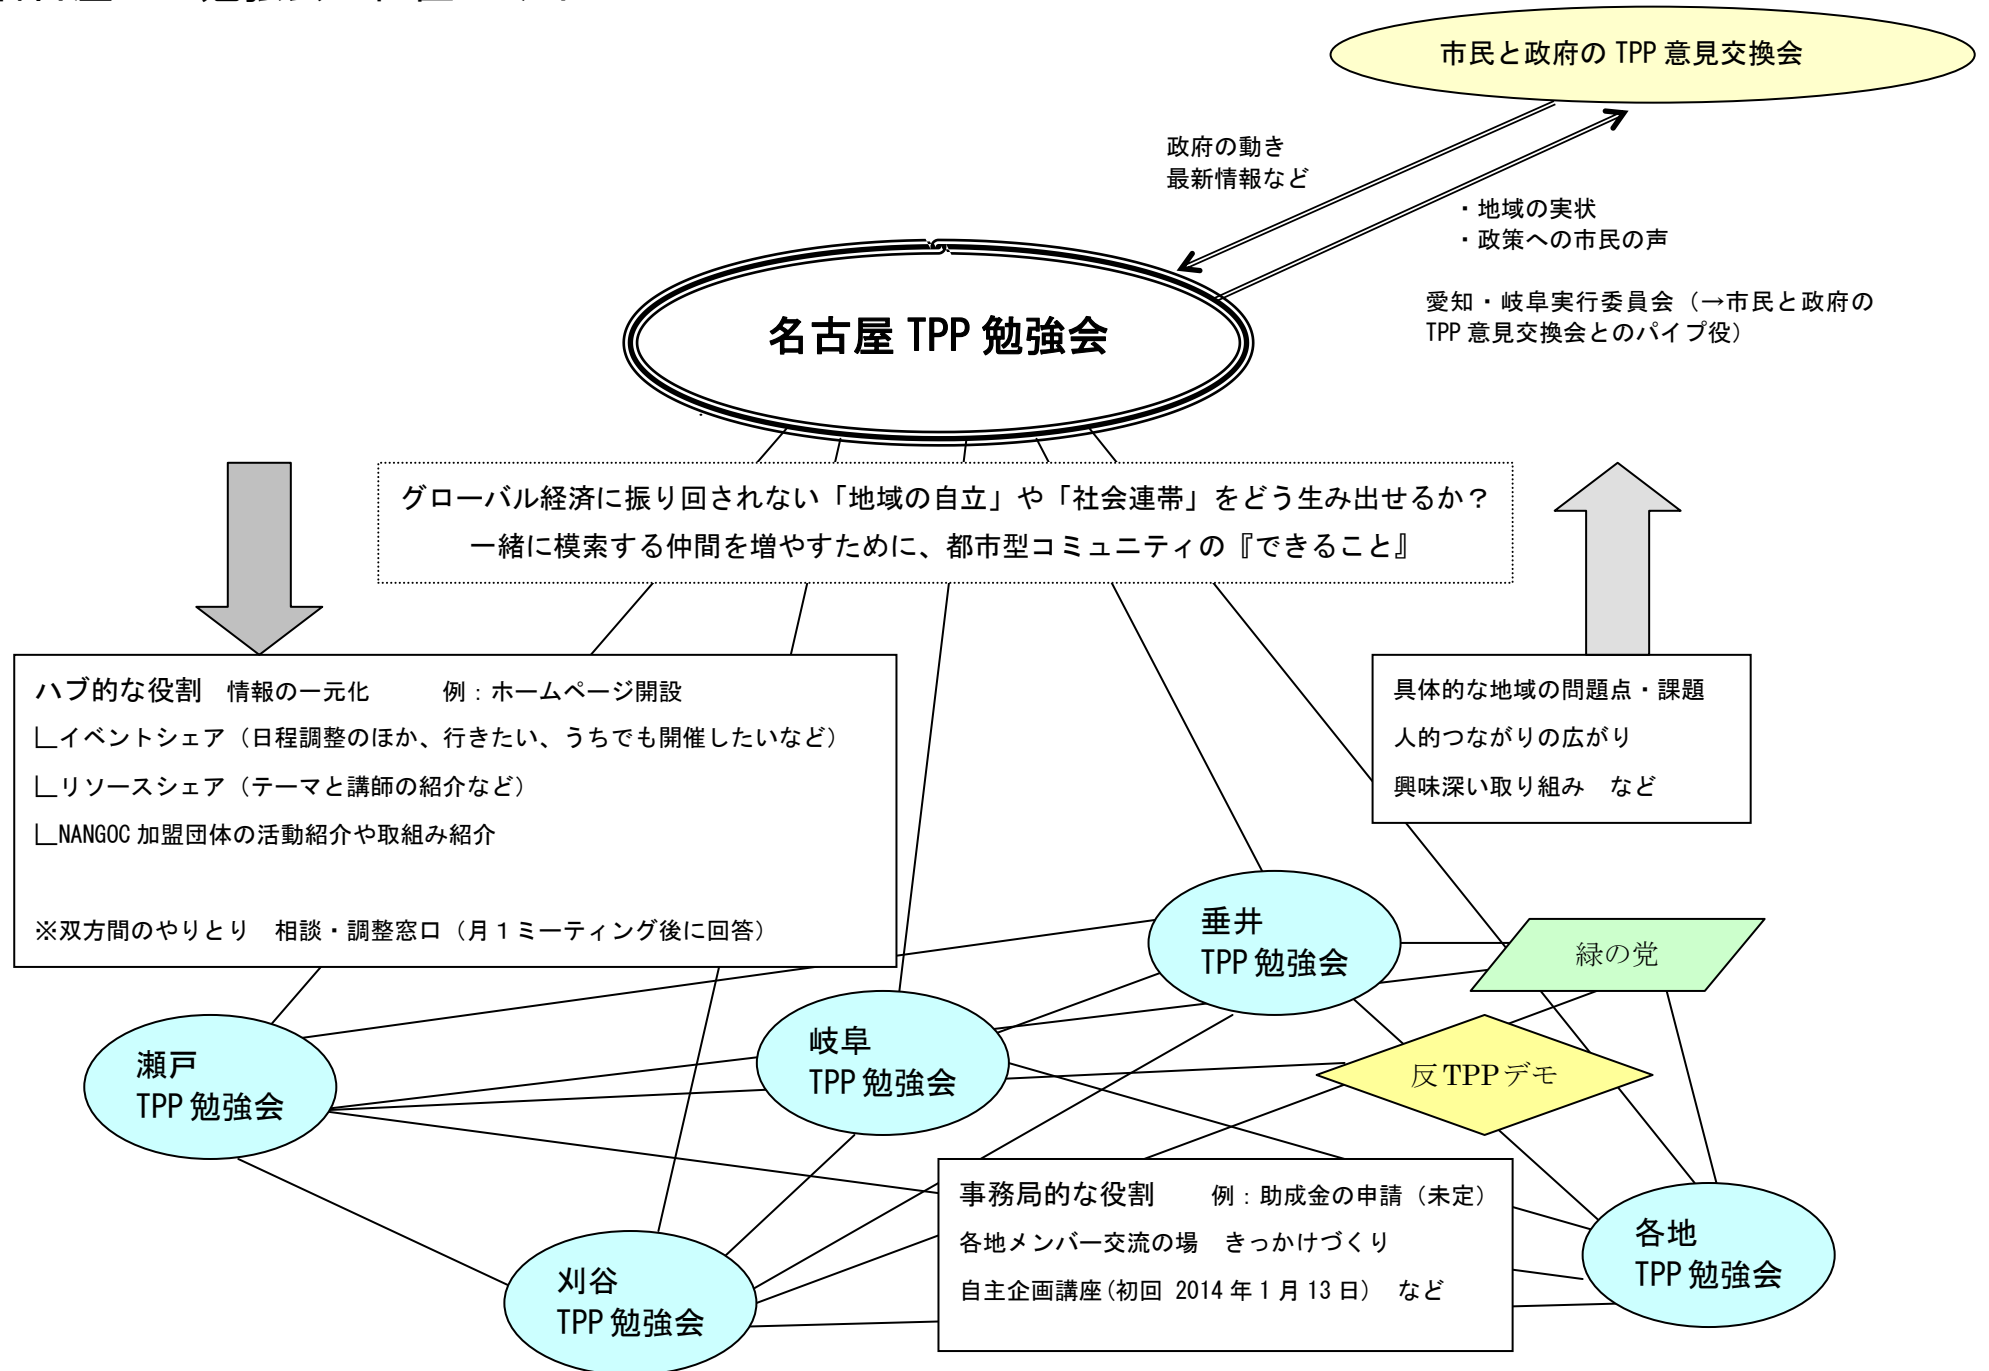 市民と政府の TPP 意見交換会
政府の動き
最新情報など
・地域の実状
・政策への市民の声
愛知・岐阜実行委員会（→市民と政府の
TPP 意見交換会とのパイプ役）
名古屋 TPP 勉強会
グローバル経済に振り回されない「地域の自立」や「社会連帯」をどう生み出せるか？
一緒に模索する仲間を増やすために、都市型コミュニティの『できること』
ハブ的な役割　情報の一元化　　　例：ホームページ開設
∟イベントシェア（日程調整のほか、行きたい、うちでも開催したいなど）
∟リソースシェア（テーマと講師の紹介など）
∟NANGOC 加盟団体の活動紹介や取組み紹介
※双方間のやりとり　相談・調整窓口（月１ミーティング後に回答）
具体的な地域の問題点・課題
人的つながりの広がり
興味深い取り組み　など
垂井
TPP 勉強会
緑の党
岐阜
TPP 勉強会
瀬戸
TPP 勉強会
反TPPデモ
事務局的な役割　　例：助成金の申請（未定）
各地メンバー交流の場　きっかけづくり
自主企画講座(初回 2014 年 1 月 13 日)　など
各地
TPP 勉強会
刈谷
TPP 勉強会